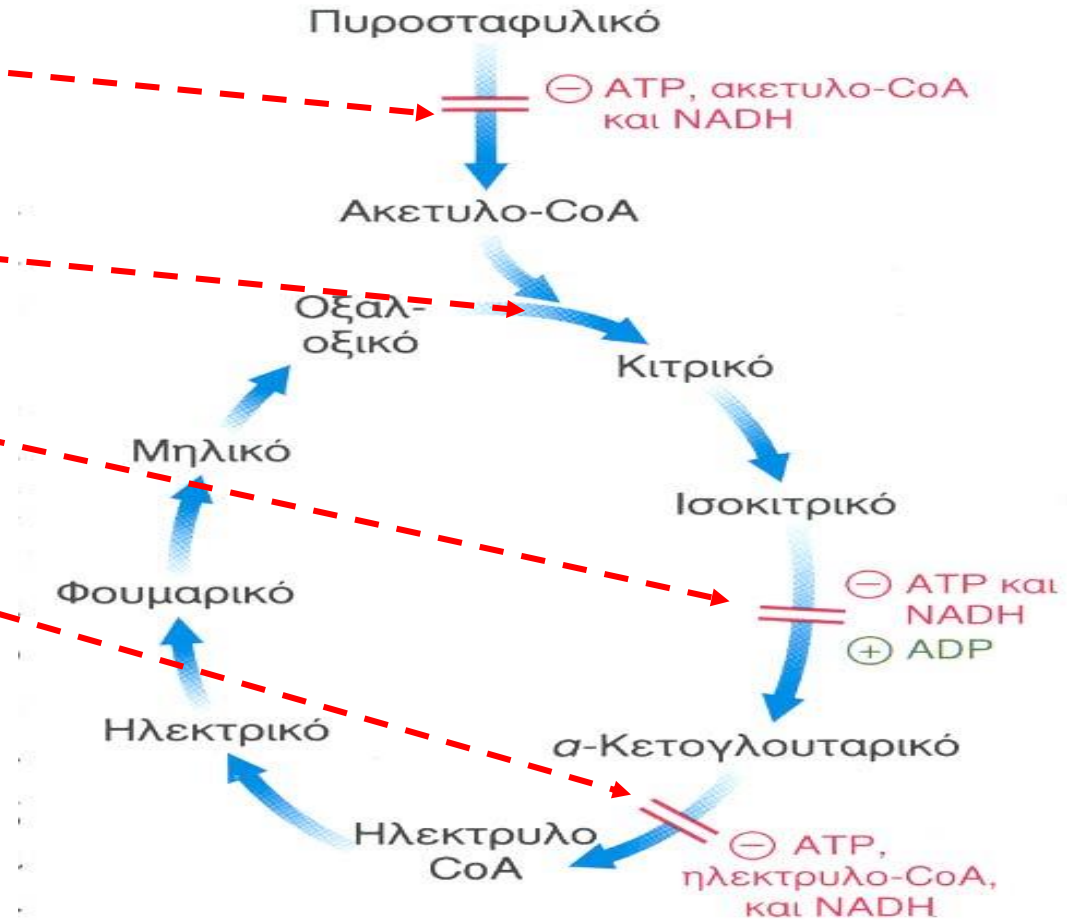 Πυροσταφυλικό
⊖ ATP, ακετυλο-CoA
και NADH
Ακετυλο-CoA
Οξαλ-
οξικό
Κιτρικό
Μηλικό
Ισοκιτρικό
Φουμαρικό
⊖ ATP και
NADH
⊕ ADP
Ηλεκτρικό
α-Κετογλουταρικό
Ηλεκτρυλο
CoA
⊖ ATP,
ηλεκτρυλο-CoA,
και NADH